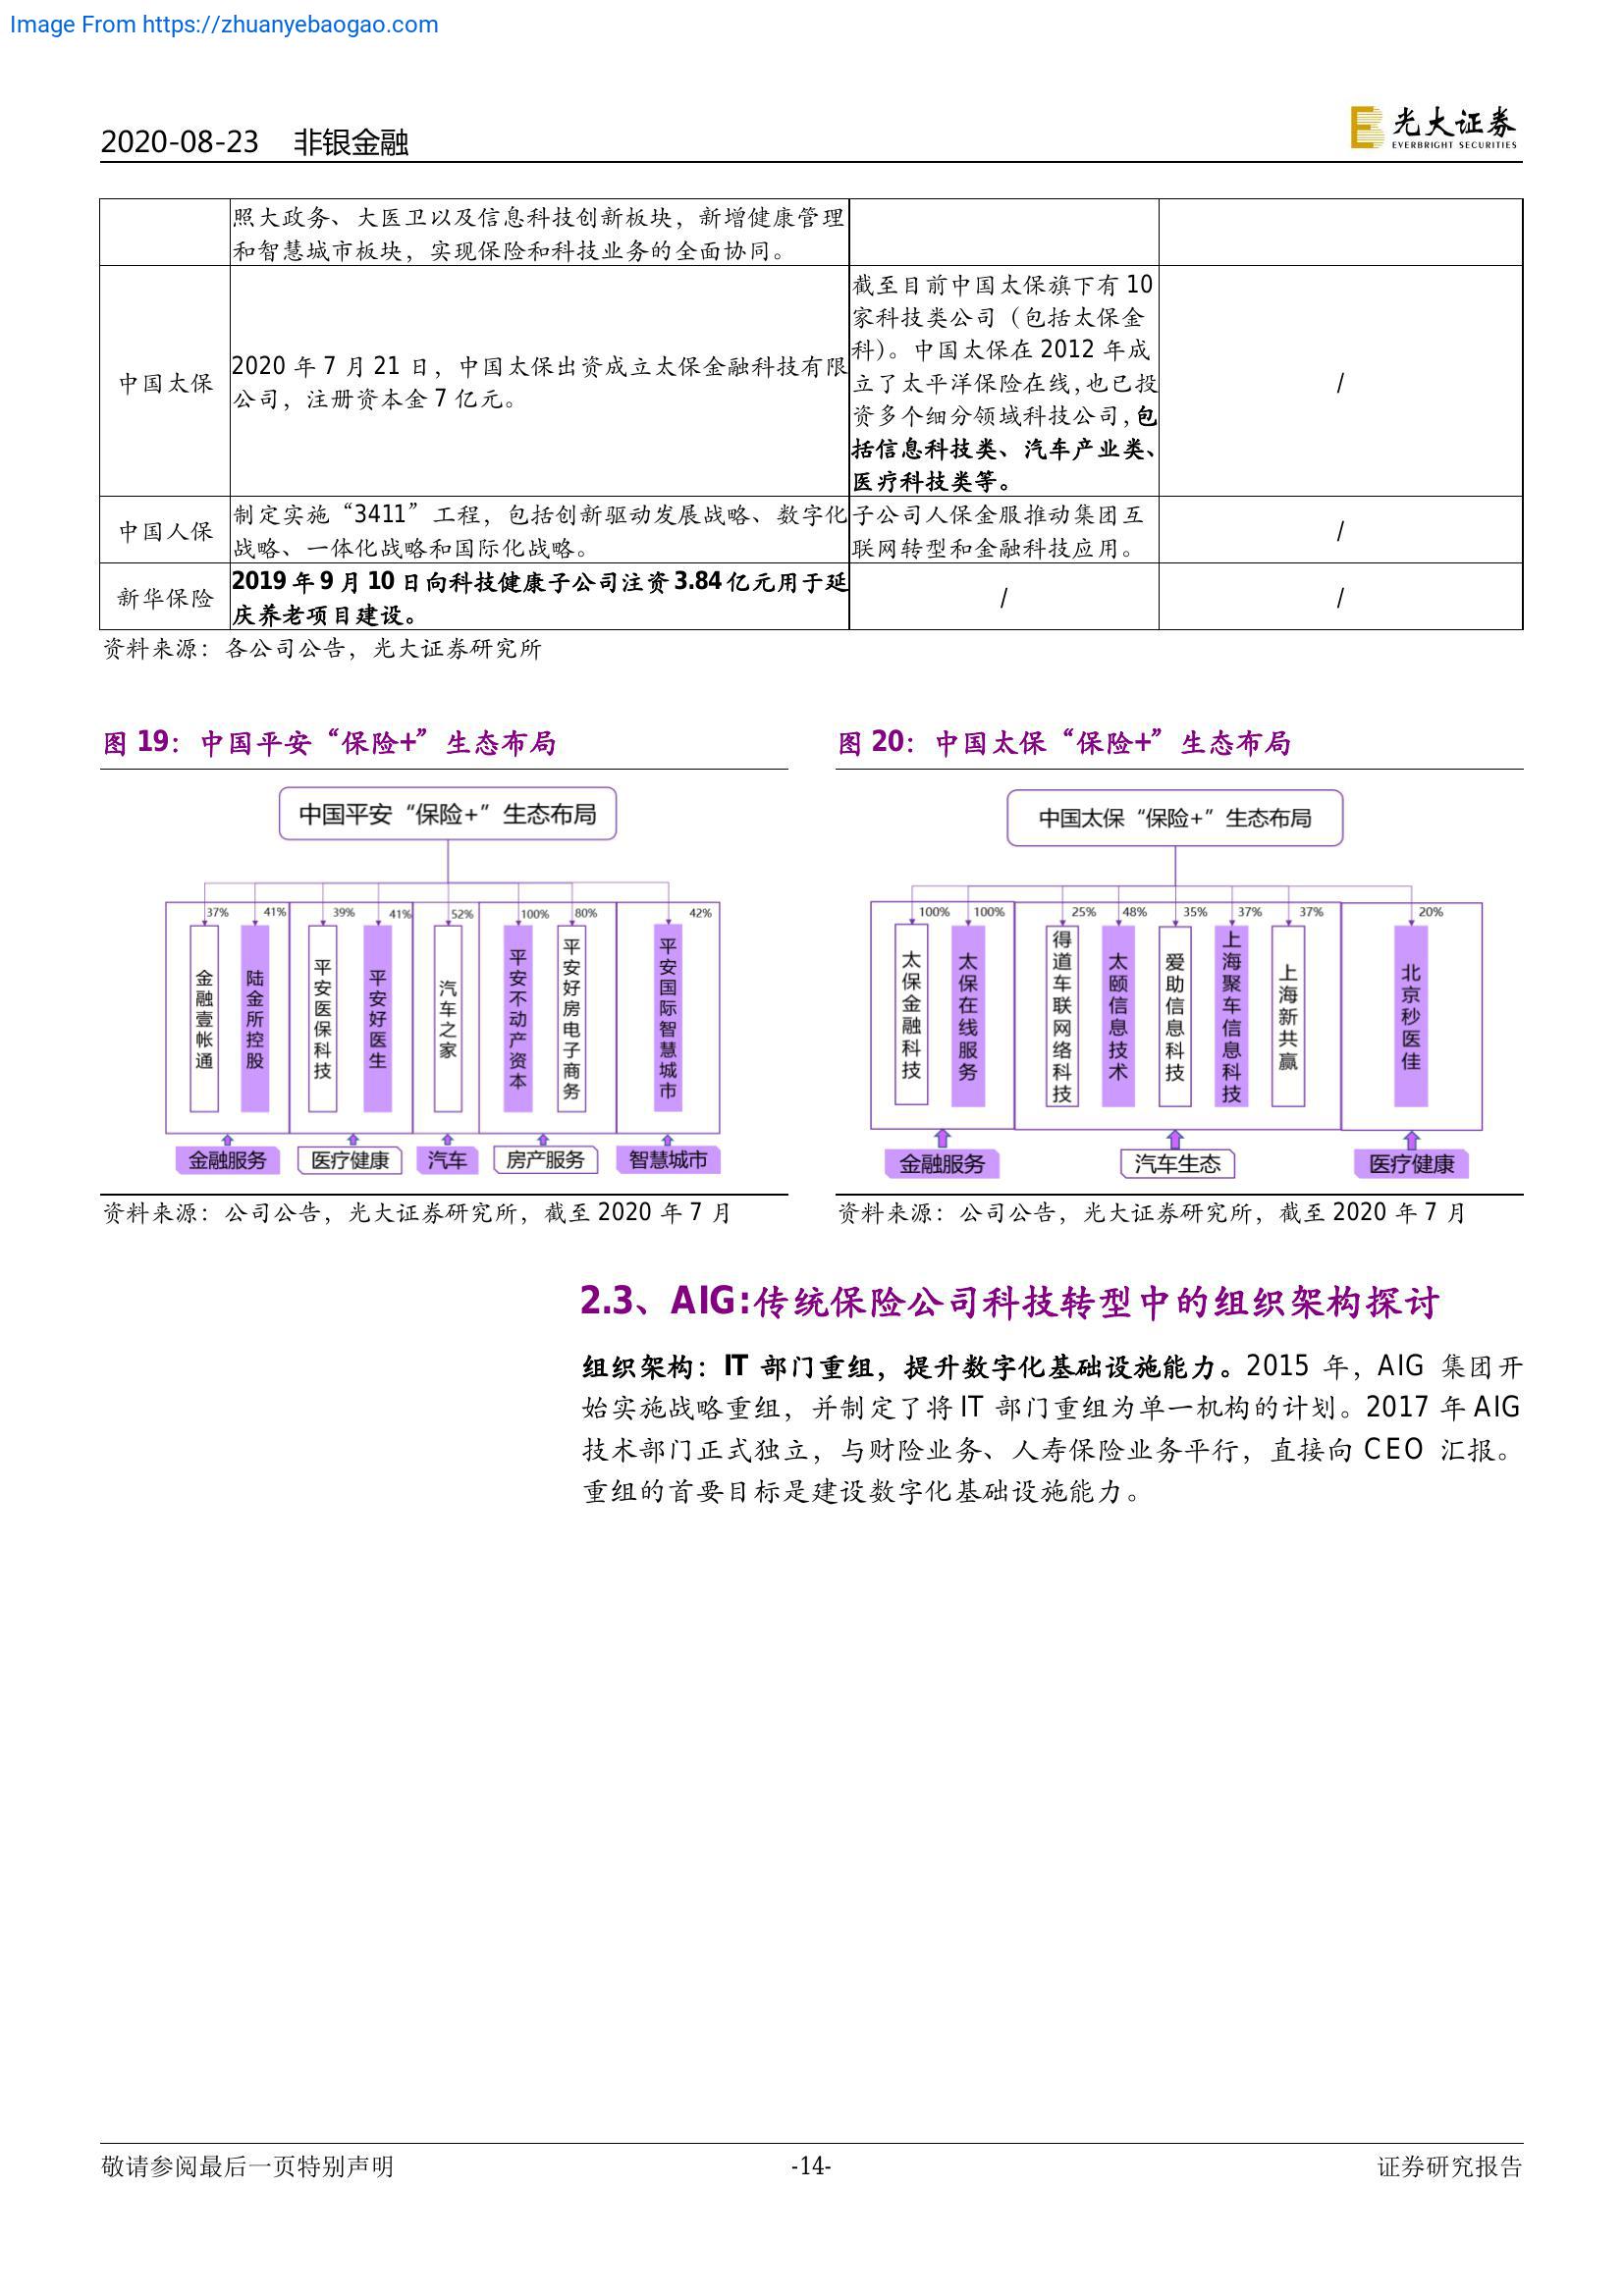 Image From https://zhuanyebaogao.com
2020-08-23 非银金融
光大证券
EVERBRIGHT SECURITIES
照大政务、大医卫以及信息科技创新板块，新增健康管理
和智慧城市板块，实现保险和科技业务的全面协同。
中国太保
2020 年 7 月 21 日，中国太保出资成立太保金融科技有限
公司，注册资本金 7 亿元。
截至目前中国太保旗下有 10
家科技类公司（包括太保金
科）。中国太保在 2012 年成
立了太平洋保险在线，也已投
资多个细分领域科技公司，包
括信息科技类、汽车产业类、
医疗科技类等。
/
中国人保
制定实施“3411”工程，包括创新驱动发展战略、数字化
战略、一体化战略和国际化战略。
子公司人保金服推动集团互
联网转型和金融科技应用。
/
新华保险
2019 年 9 月 10 日向科技健康子公司注资 3.84 亿元用于延
庆养老项目建设。
/
/
资料来源：各公司公告，光大证券研究所
图 19：中国平安“保险+”生态布局
中国平安“保险+”生态布局
37%
41%
39%
41%
52%
100%
80%
42%
金融壹帐通
陆金所控股
平安医保科技
平安好医生
汽车之家
平安不动产资本
平安好房电子商务
平安国际智慧城市
金融服务
医疗健康
汽车
房产服务
智慧城市
资料来源：公司公告，光大证券研究所，截至 2020 年 7 月
图 20：中国太保“保险+”生态布局
中国太保“保险+”生态布局
100%
100%
25%
48%
35%
37%
37%
20%
太保金融科技
太保在线服务
得道车联网络科技
太颐信息技术
爱助信息科技
上海聚车信息科技
上海新共赢
北京秒医佳
金融服务
汽车生态
医疗健康
资料来源：公司公告，光大证券研究所，截至 2020 年 7 月
2.3、AIG:传统保险公司科技转型中的组织架构探讨
组织架构：IT 部门重组，提升数字化基础设施能力。2015 年，AIG 集团开
始实施战略重组，并制定了将 IT 部门重组为单一机构的计划。2017 年 AIG
技术部门正式独立，与财险业务、人寿保险业务平行，直接向 CEO 汇报。
重组的首要目标是建设数字化基础设施能力。
敬请参阅最后一页特别声明
-14-
证券研究报告